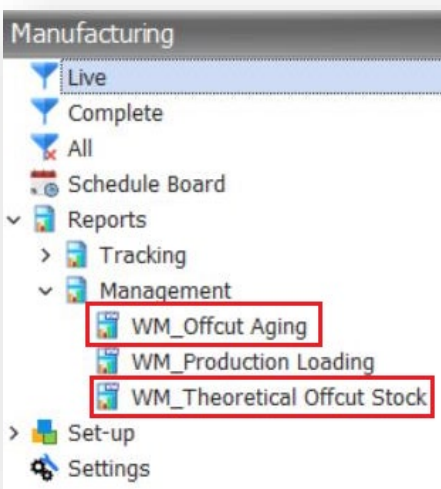 Manufacturing
Live
Complete
All
Schedule Board
Reports
Tracking
Management
WM_Offcut Aging
WM_Production Loading
WM_Theoretical Offcut Stock
Set-up
Settings